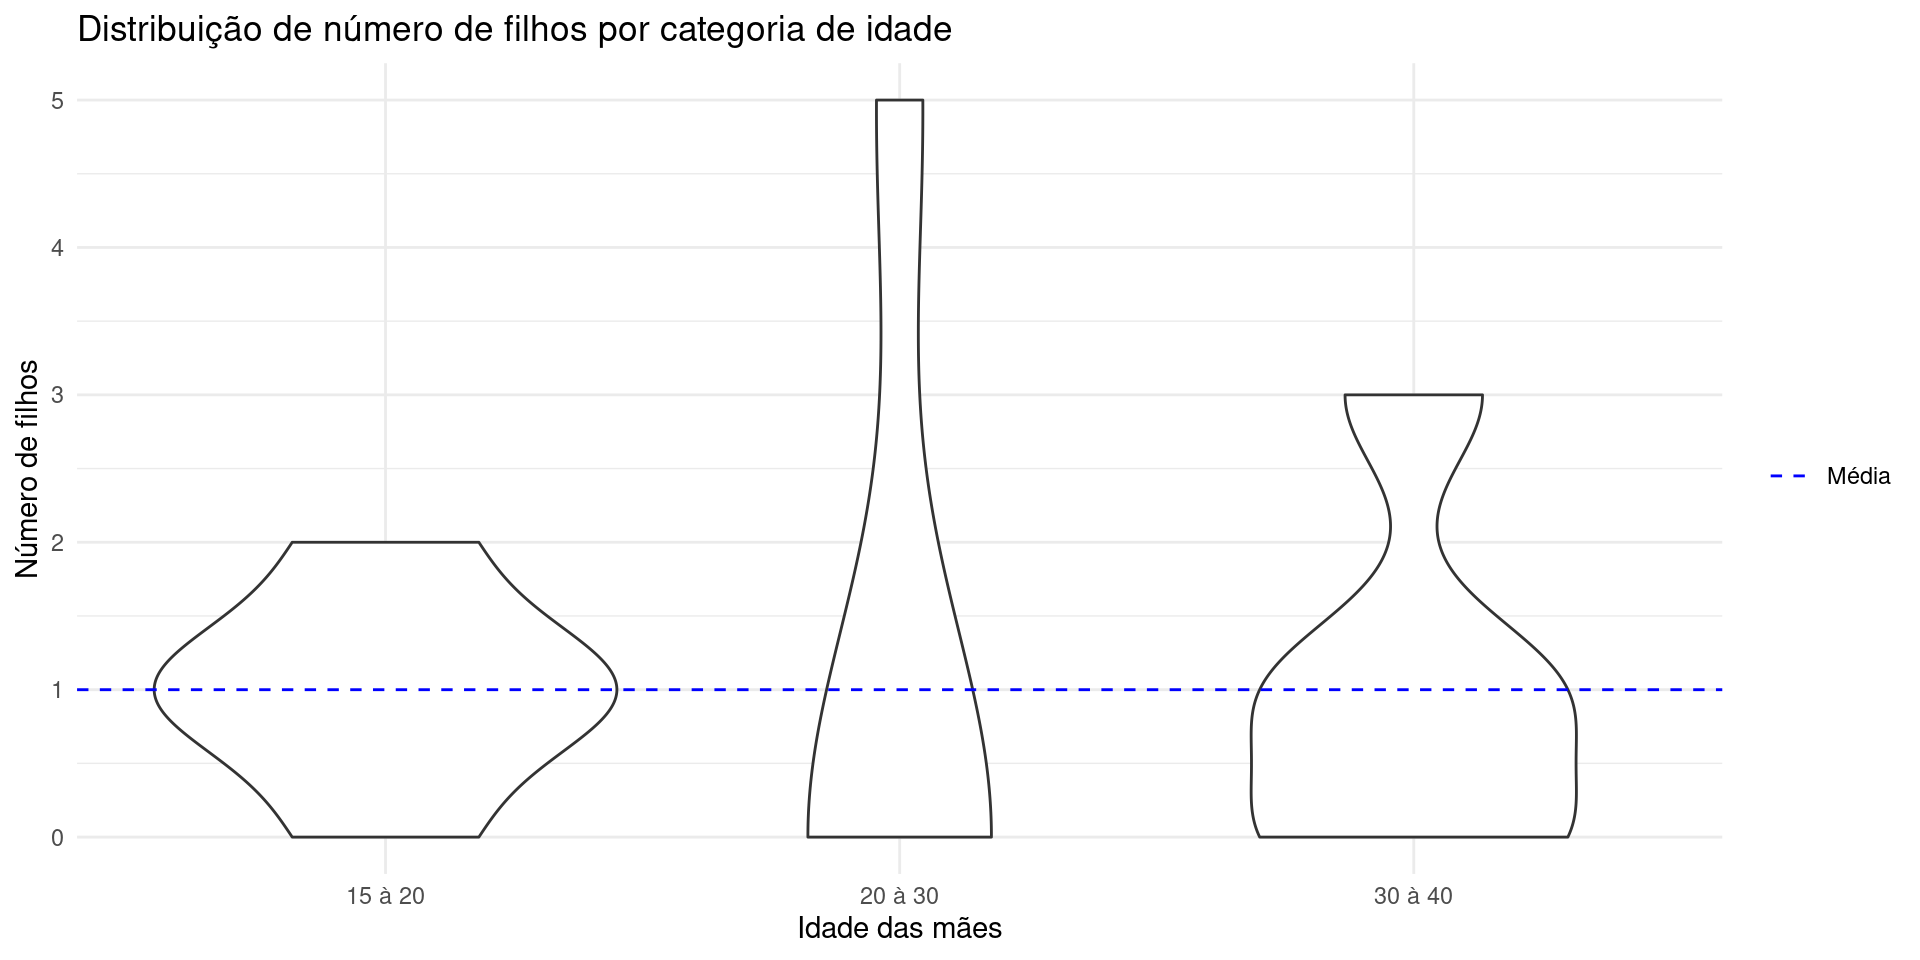 Distribuição de número de filhos por categoria de idade
Número de filhos
5
4
3
2
1
0
15 à 20
20 à 30
30 à 40
Idade das mães
Média